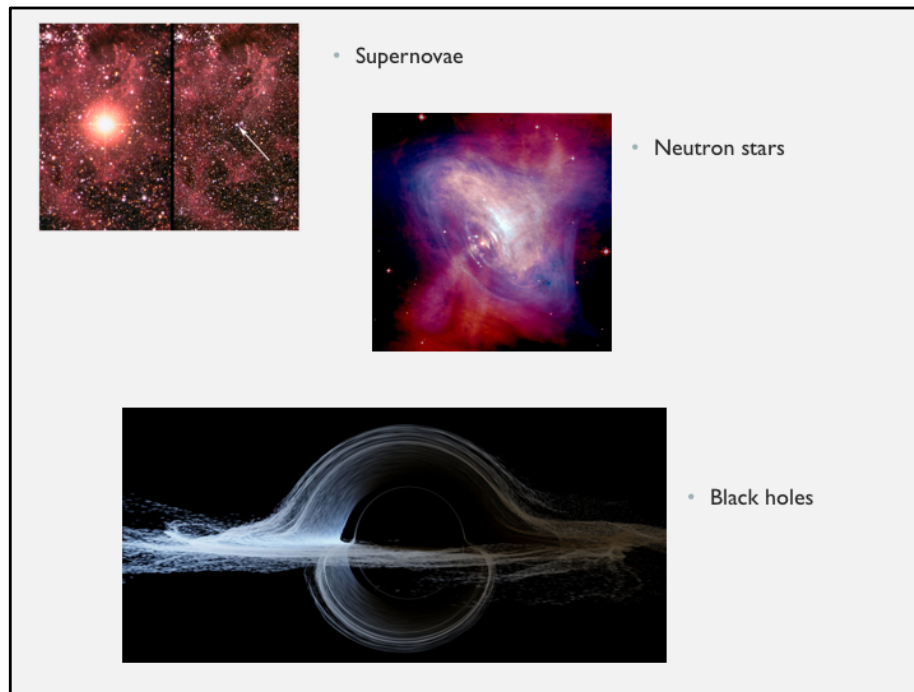 • Supernovae
• Neutron stars
• Black holes